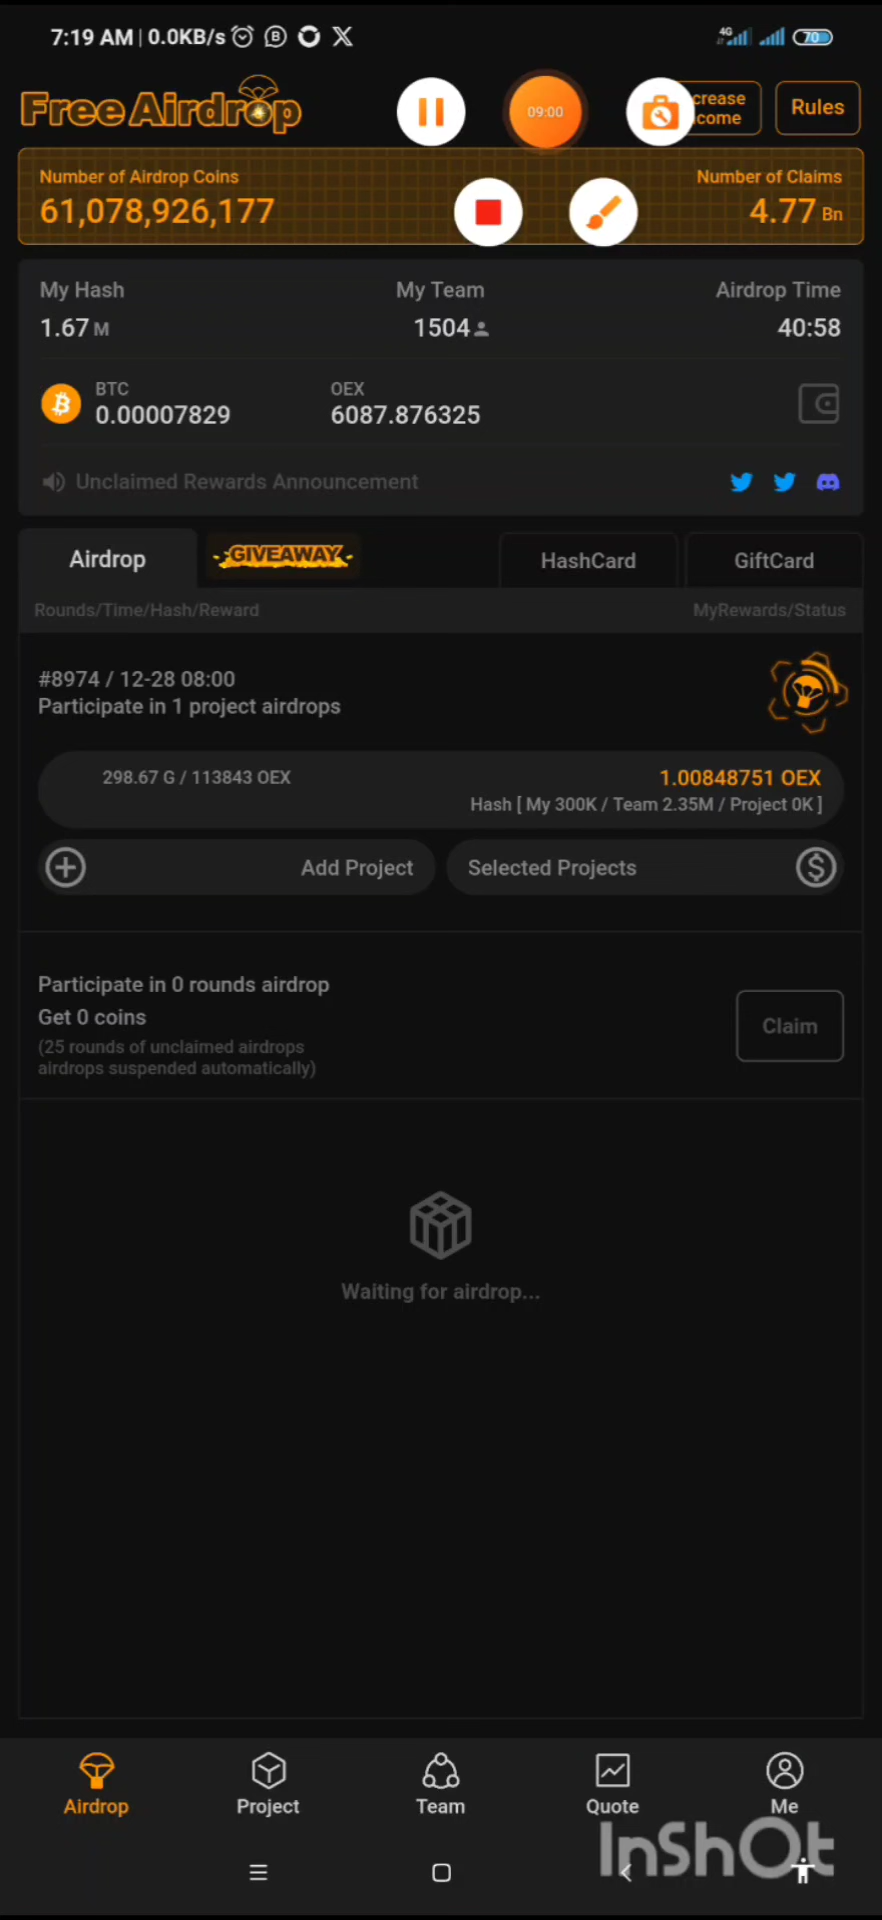 7:19 AM | 0.0KB/s
4G
70
Free Airdrop
09:00
crease
come
Rules
Number of Airdrop Coins
Number of Claims
61,078,926,177
4.77 Bn
My Hash
My Team
Airdrop Time
1.67 M
1504
40:58
BTC
OEX
0.00007829
6087.876325
Unclaimed Rewards Announcement
Airdrop
GIVEAWAY
HashCard
GiftCard
Rounds/Time/Hash/Reward
MyRewards/Status
#8974 / 12-28 08:00
Participate in 1 project airdrops
298.67 G / 113843 OEX
1.00848751 OEX
Hash [ My 300K / Team 2.35M / Project 0K ]
Add Project
Selected Projects
Participate in 0 rounds airdrop
Get 0 coins
(25 rounds of unclaimed airdrops
airdrops suspended automatically)
Claim
Waiting for airdrop...
Airdrop
Project
Team
Quote
Me
InShOt